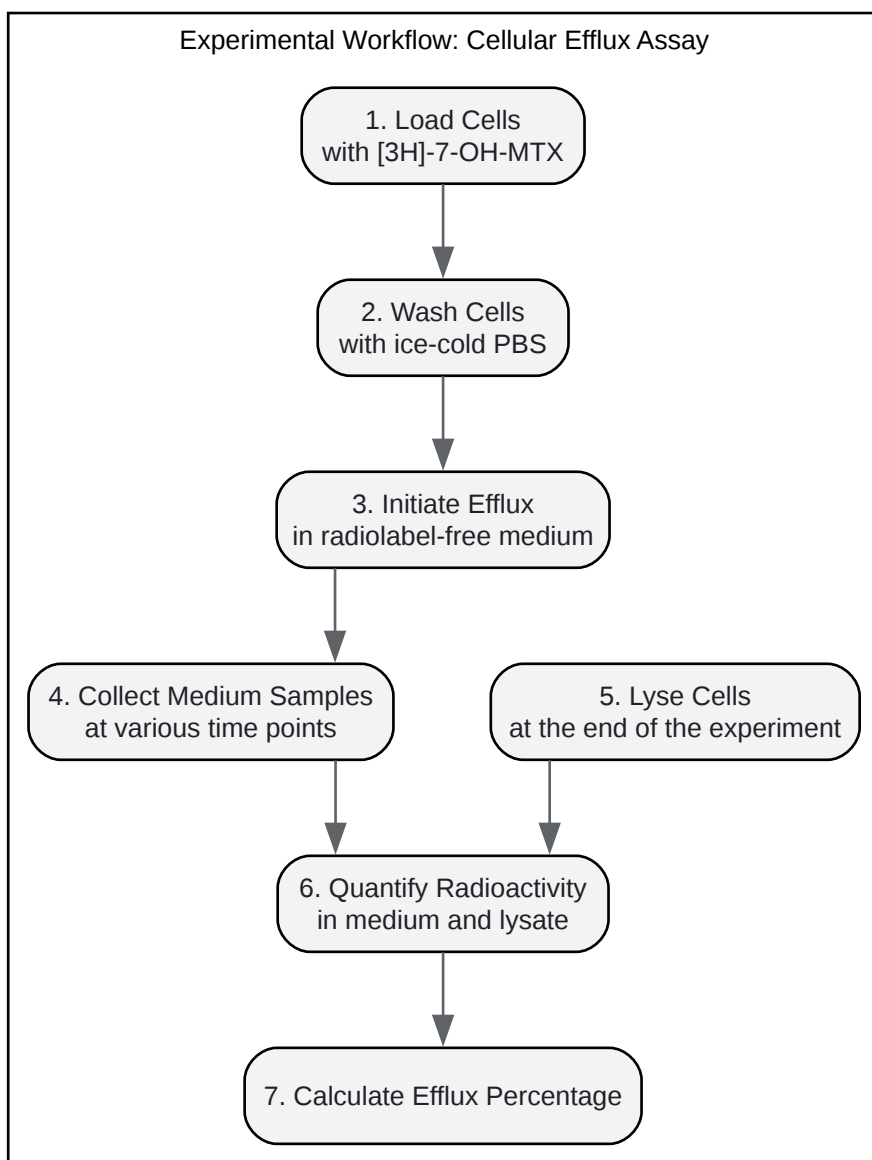 Experimental Workflow: Cellular Efflux Assay
1. Load Cells
with [3H]-7-OH-MTX
2. Wash Cells
with ice-cold PBS
3. Initiate Efflux
in radiolabel-free medium
4. Collect Medium Samples
at various time points
5. Lyse Cells
at the end of the experiment
6. Quantify Radioactivity
in medium and lysate
7. Calculate Efflux Percentage